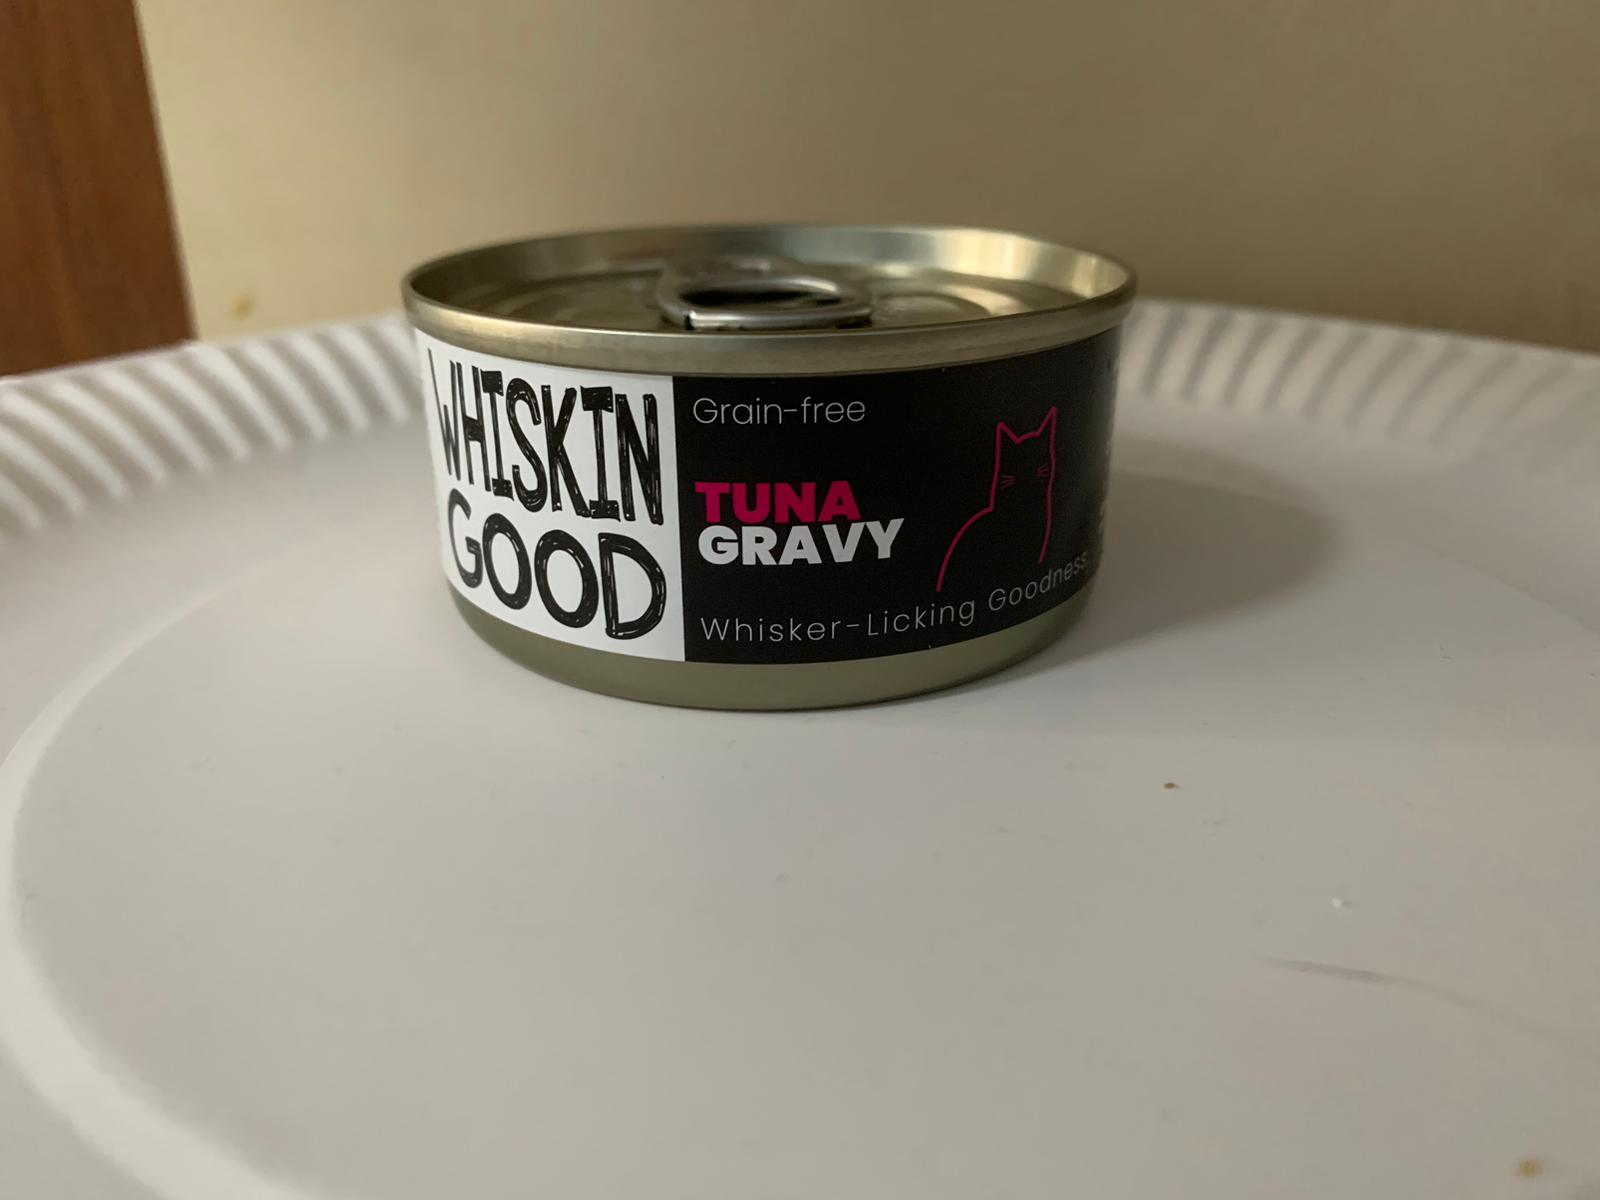 WHISKIN
GOOD
Grain-free
TUNA
GRAVY
Whisker-Licking Goodness